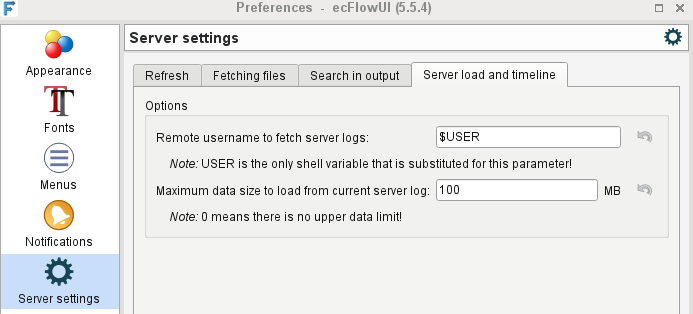 Preferences - ecFlowUI (5.5.4)
Appearance
Fonts
Menus
Notifications
Server settings
Server settings
Refresh
Fetching files
Search in output
Server load and timeline
Options
Remote username to fetch server logs: $USER
Note: USER is the only shell variable that is substituted for this parameter!
Maximum data size to load from current server log: 100 MB
Note: 0 means there is no upper data limit!